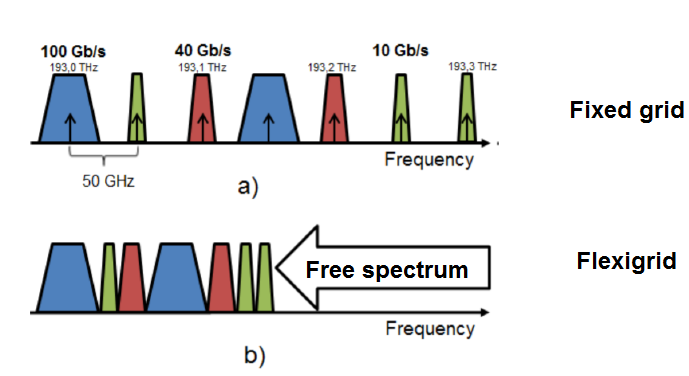 100 Gb/s 40 Gb/s 10 Gb/s
193,0 THz 193,1 THz 193,2 THz 193,3 THz
Fixed grid
Frequency
50 GHz
a)
Free spectrum
Flexigrid
Frequency
b)